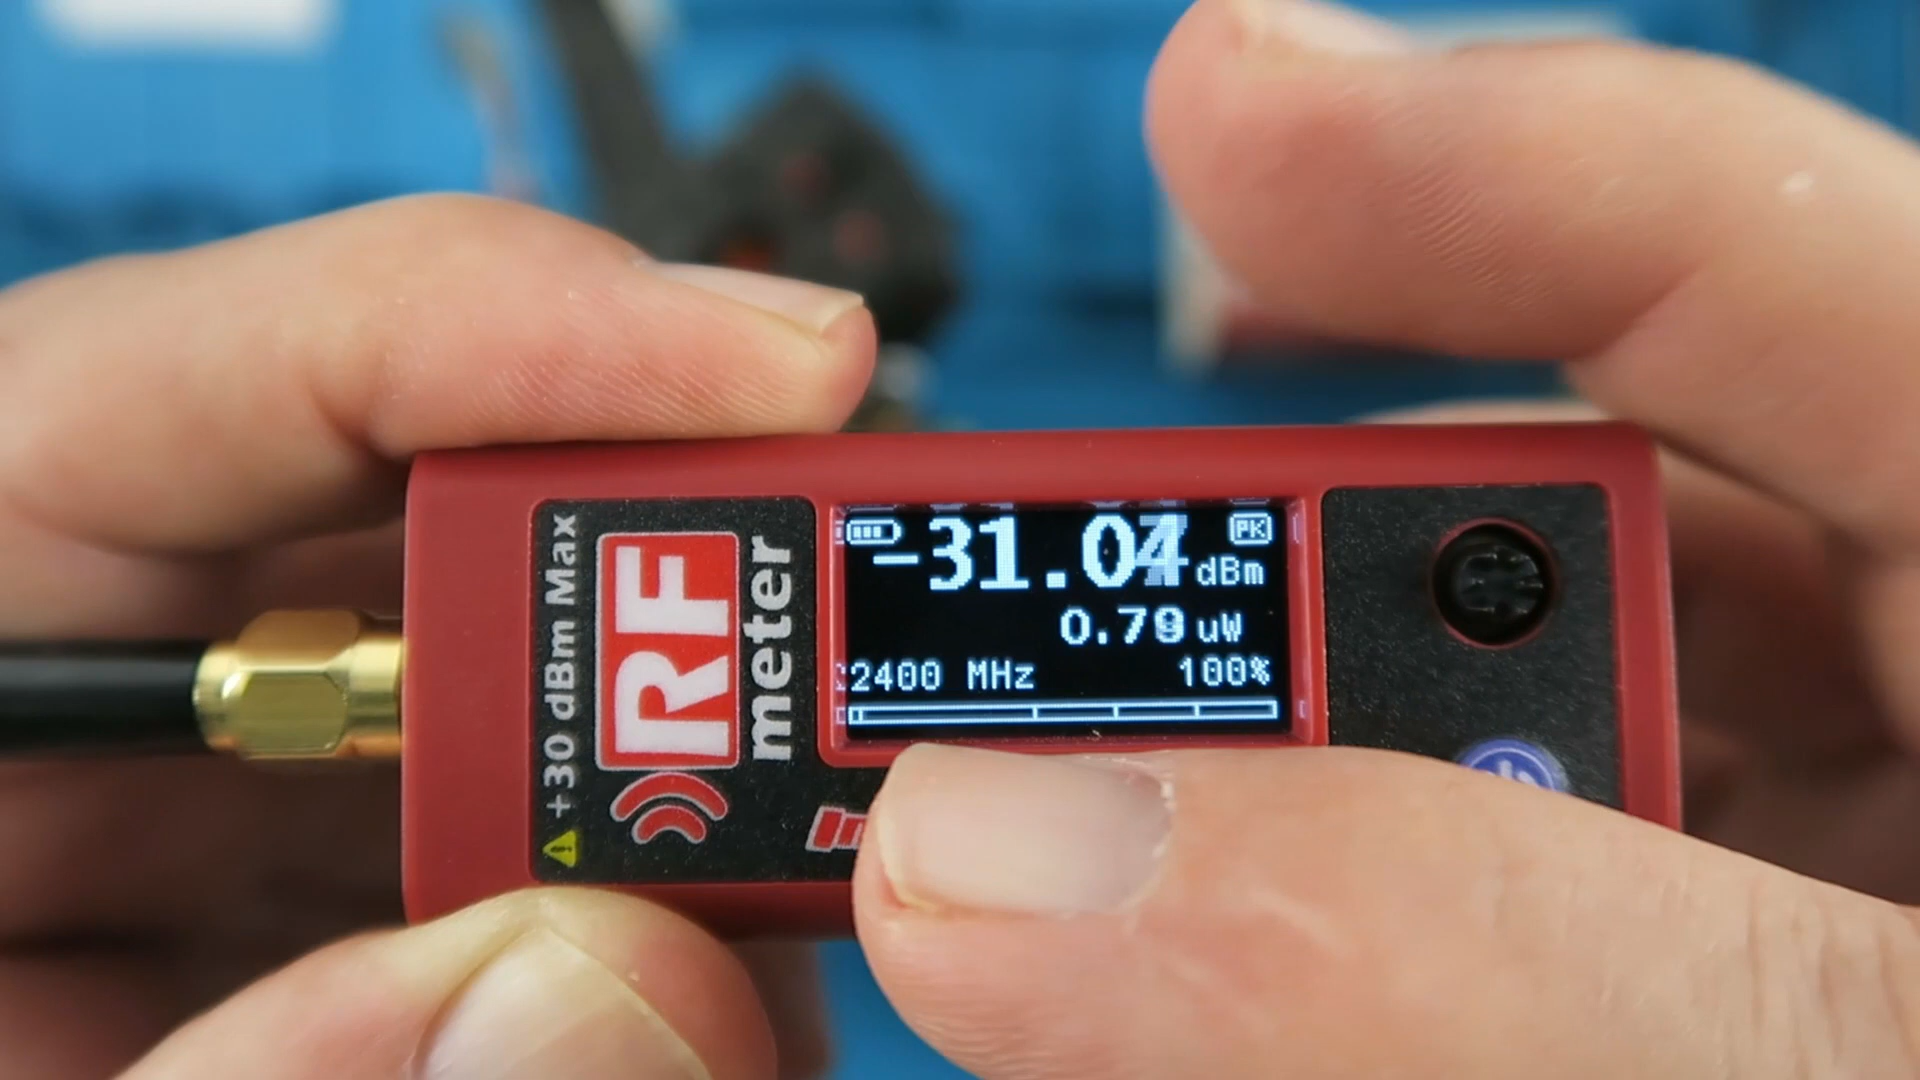 +30 dBm Max
RF
meter
PK
-31.04 dBm
0.79 uW
2400 MHz 100%